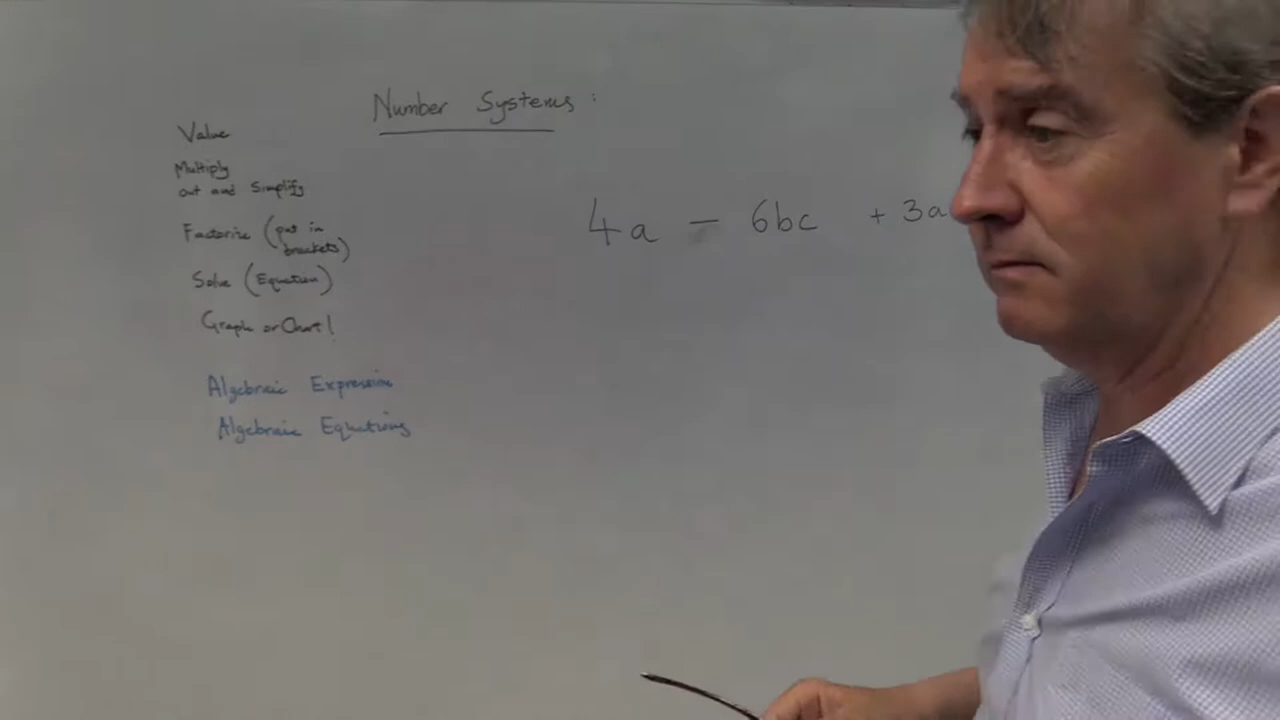 Number Systems :
Value
Multiply
out and Simplify
Factorise (put in
brackets)
Solve (Equation)
Graph or Chart!
Algebraic Expression
Algebraic Equations
4a - 6bc + 3a